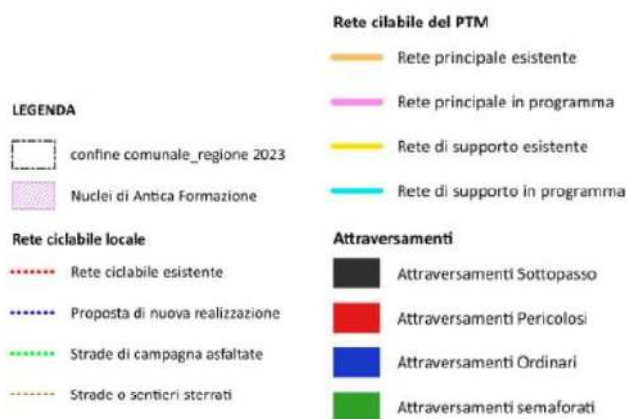 LEGENDA
confine comunale_regione 2023
Nuclei di Antica Formazione
Rete ciclabile locale
Rete ciclabile esistente
Proposta di nuova realizzazione
Strade di campagna asfaltate
Strade o sentieri sterrati
Rete cilabile del PTM
Rete principale esistente
Rete principale in programma
Rete di supporto esistente
Rete di supporto in programma
Attraversamenti
Attraversamenti Sottopasso
Attraversamenti Pericolosi
Attraversamenti Ordinari
Attraversamenti semaforati